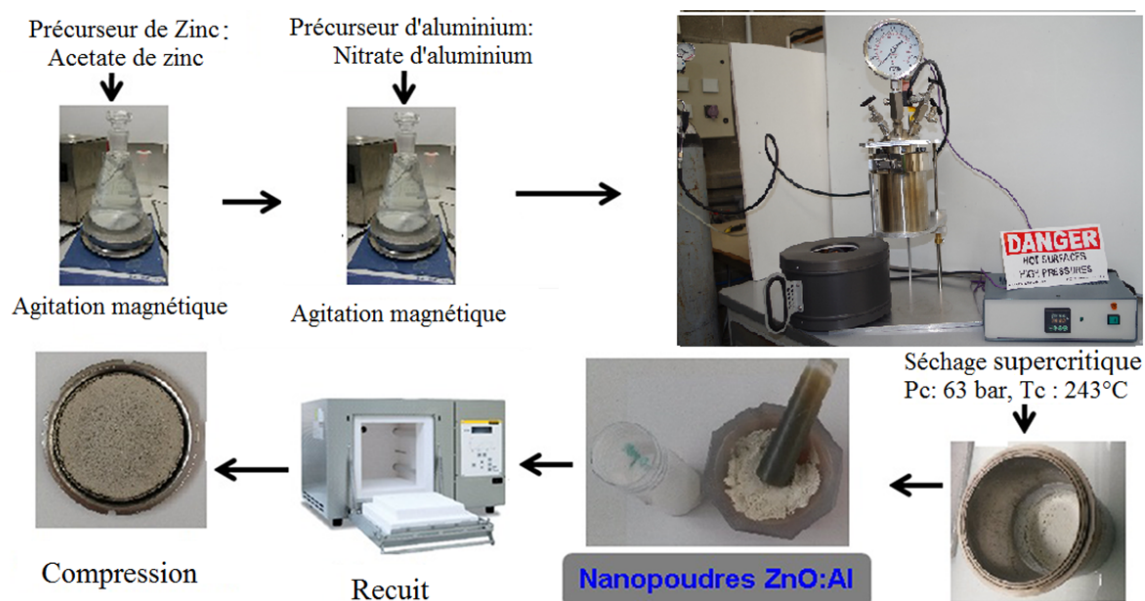 Précurseur de Zinc:
Acetate de zinc
Précurseur d'aluminium:
Nitrate d'aluminium
DANGER
HOT SURFACES
HIGH PRESSURES
Agitation magnétique
Agitation magnétique
Séchage supercritique
Pc: 63 bar, Tc : 243°C
Compression
Recuit
Nanopoudres ZnO:Al